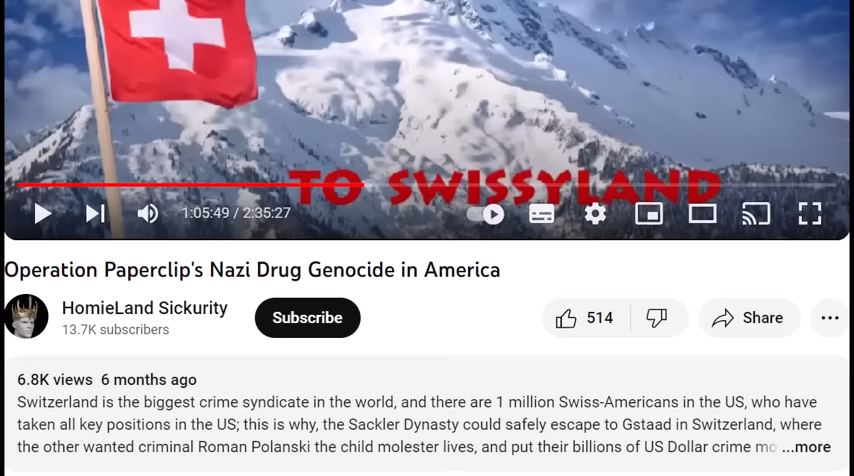 TO SWISSYLAND
1:05:49 / 2:35:27
Operation Paperclip's Nazi Drug Genocide in America
HomieLand Sickurity
13.7K subscribers
Subscribe
514
Share
6.8K views 6 months ago
Switzerland is the biggest crime syndicate in the world, and there are 1 million Swiss-Americans in the US, who have
taken all key positions in the US; this is why, the Sackler Dynasty could safely escape to Gstaad in Switzerland, where
the other wanted criminal Roman Polanski the child molester lives, and put their billions of US Dollar crime mo ...more